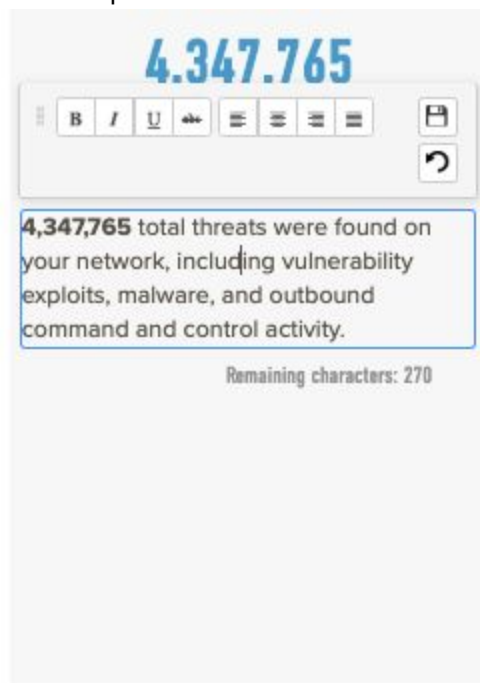 4.347.765
B I U abc
4,347,765 total threats were found on
your network, including vulnerability
exploits, malware, and outbound
command and control activity.
Remaining characters: 270